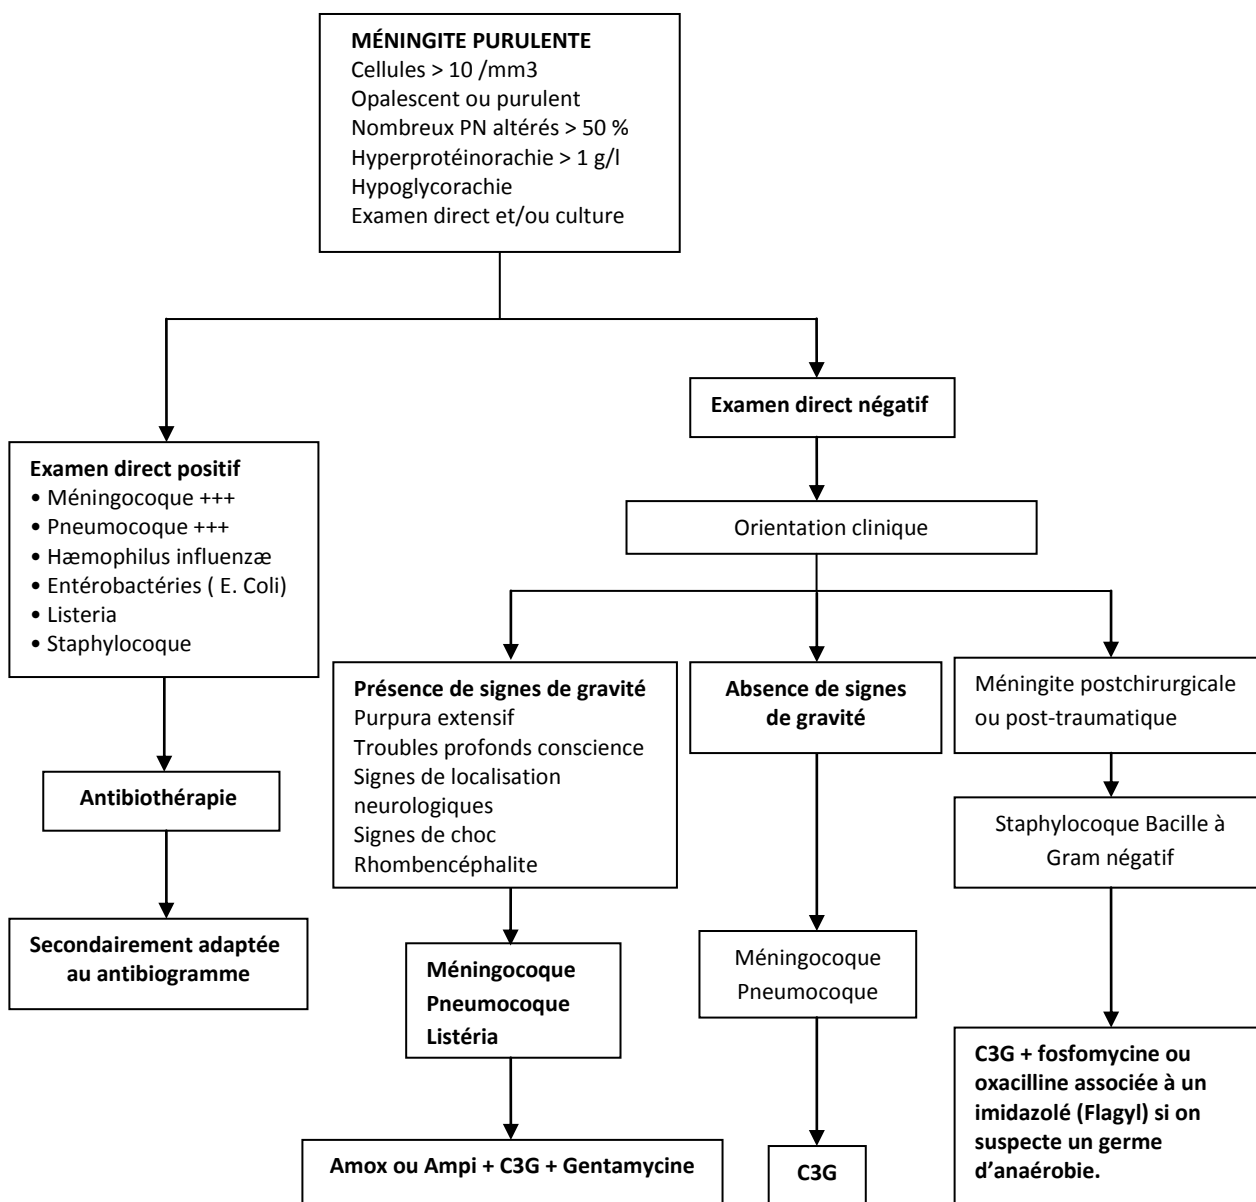 MÉNINGITE PURULENTE
Cellules > 10 /mm3
Opalescent ou purulent
Nombreux PN altérés > 50 %
Hyperprotéinorachie > 1 g/l
Hypoglycorachie
Examen direct et/ou culture
Examen direct négatif
Examen direct positif
• Méningocoque +++
• Pneumocoque +++
• Hæmophilus influenzæ
• Entérobactéries ( E. Coli)
• Listeria
• Staphylocoque
Orientation clinique
Présence de signes de gravité
Purpura extensif
Troubles profonds conscience
Signes de localisation
neurologiques
Signes de choc
Rhombencéphalite
Absence de signes
de gravité
Méningite postchirurgicale
ou post-traumatique
Antibiothérapie
Staphylocoque Bacille à
Gram négatif
Secondairement adaptée
au antibiogramme
Méningocoque
Pneumocoque
Listéria
Méningocoque
Pneumocoque
C3G + fosfomycine ou
oxacilline associée à un
imidazolé (Flagyl) si on
suspecte un germe
d’anaérobie.
Amox ou Ampi + C3G + Gentamycine
C3G